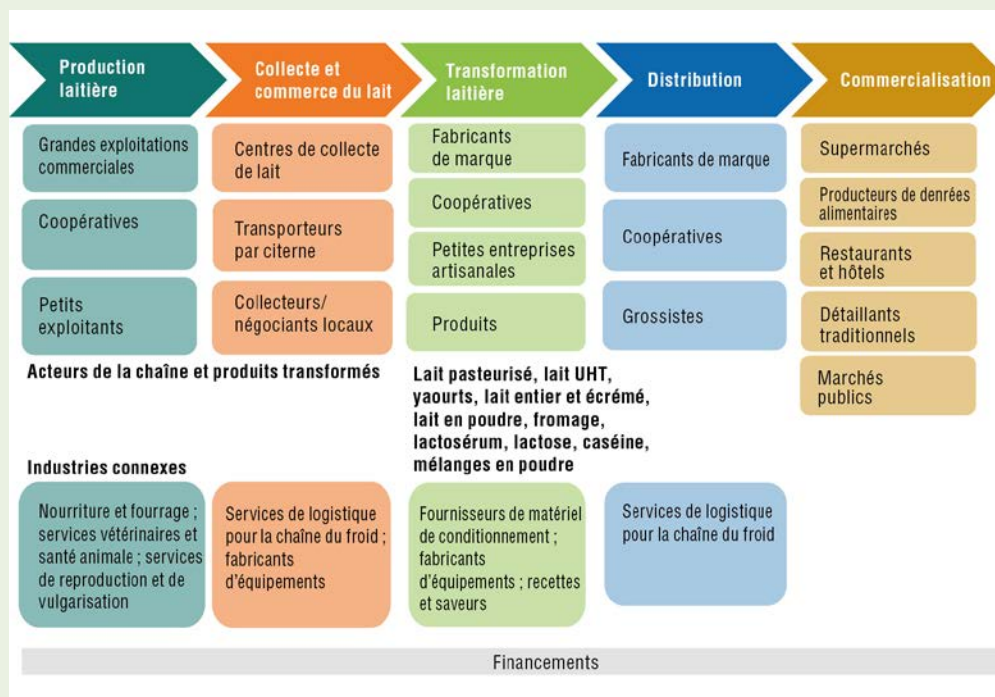 Production
laitière
Collecte et
commerce du lait
Transformation
laitière
Distribution
Commercialisation
Grandes exploitations
commerciales
Coopératives
Petits
exploitants
Centres de collecte
de lait
Transporteurs
par citerne
Collecteurs/
négociants locaux
Fabricants
de marque
Coopératives
Petites entreprises
artisanales
Produits
Fabricants de marque
Coopératives
Grossistes
Supermarchés
Producteurs de denrées
alimentaires
Restaurants
et hôtels
Détaillants
traditionnels
Marchés
publics
Acteurs de la chaîne et produits transformés
Lait pasteurisé, lait UHT,
yaourts, lait entier et écrémé,
lait en poudre, fromage,
lactosérum, lactose, caséine,
mélanges en poudre
Industries connexes
Nourriture et fourrage ;
services vétérinaires et
santé animale ; services
de reproduction et de
vulgarisation
Services de logistique
pour la chaîne du froid ;
fabricants
d'équipements
Fournisseurs de matériel
de conditionnement ;
fabricants
d'équipements ; recettes
et saveurs
Services de logistique
pour la chaîne du froid
Financements